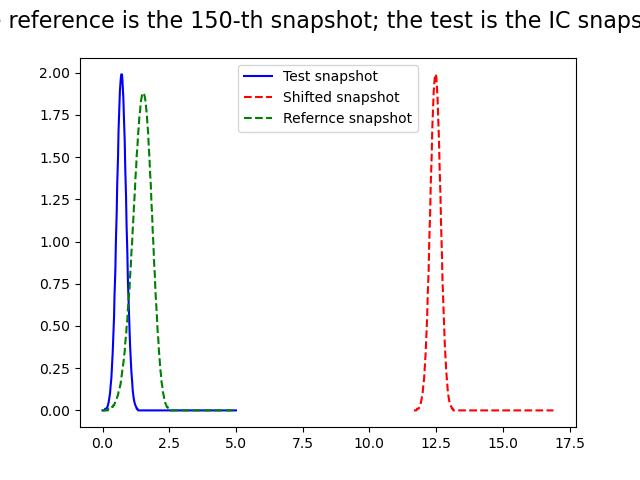 reference is the 150-th snapshot; the test is the IC snaps
Test snapshot
Shifted snapshot
Refernce snapshot
2.00
1.75
1.50
1.25
1.00
0.75
0.50
0.25
0.00
0.0 2.5 5.0 7.5 10.0 12.5 15.0 17.5